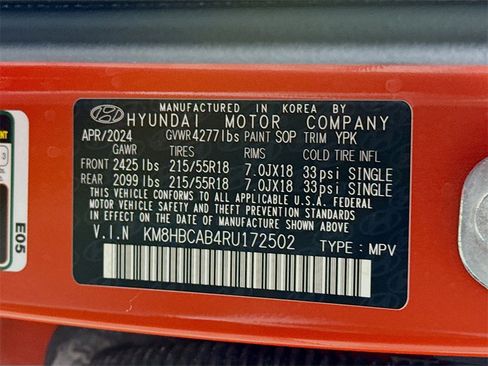 MANUFACTURED IN KOREA BY
HYUNDAI MOTOR COMPANY
APR/2024 GVWR4277lbs PAINT SOP TRIM YPK
GAWR TIRES RIMS COLD TIRE INFL
FRONT 2425 lbs 215/55R18 7.0JX18 33psi SINGLE
REAR 2099 lbs 215/55R18 7.0JX18 33psi SINGLE
THIS VEHICLE CONFORMS TO ALL APPLICABLE U.S.A. FEDERAL
MOTOR VEHICLE SAFETY AND THEFT PREVENTION STANDARDS
IN EFFECT ON THE DATE OF MANUFACTURE SHOWN ABOVE.
V.I.N KM8HBCAB4RU172502 TYPE : MPV
E05